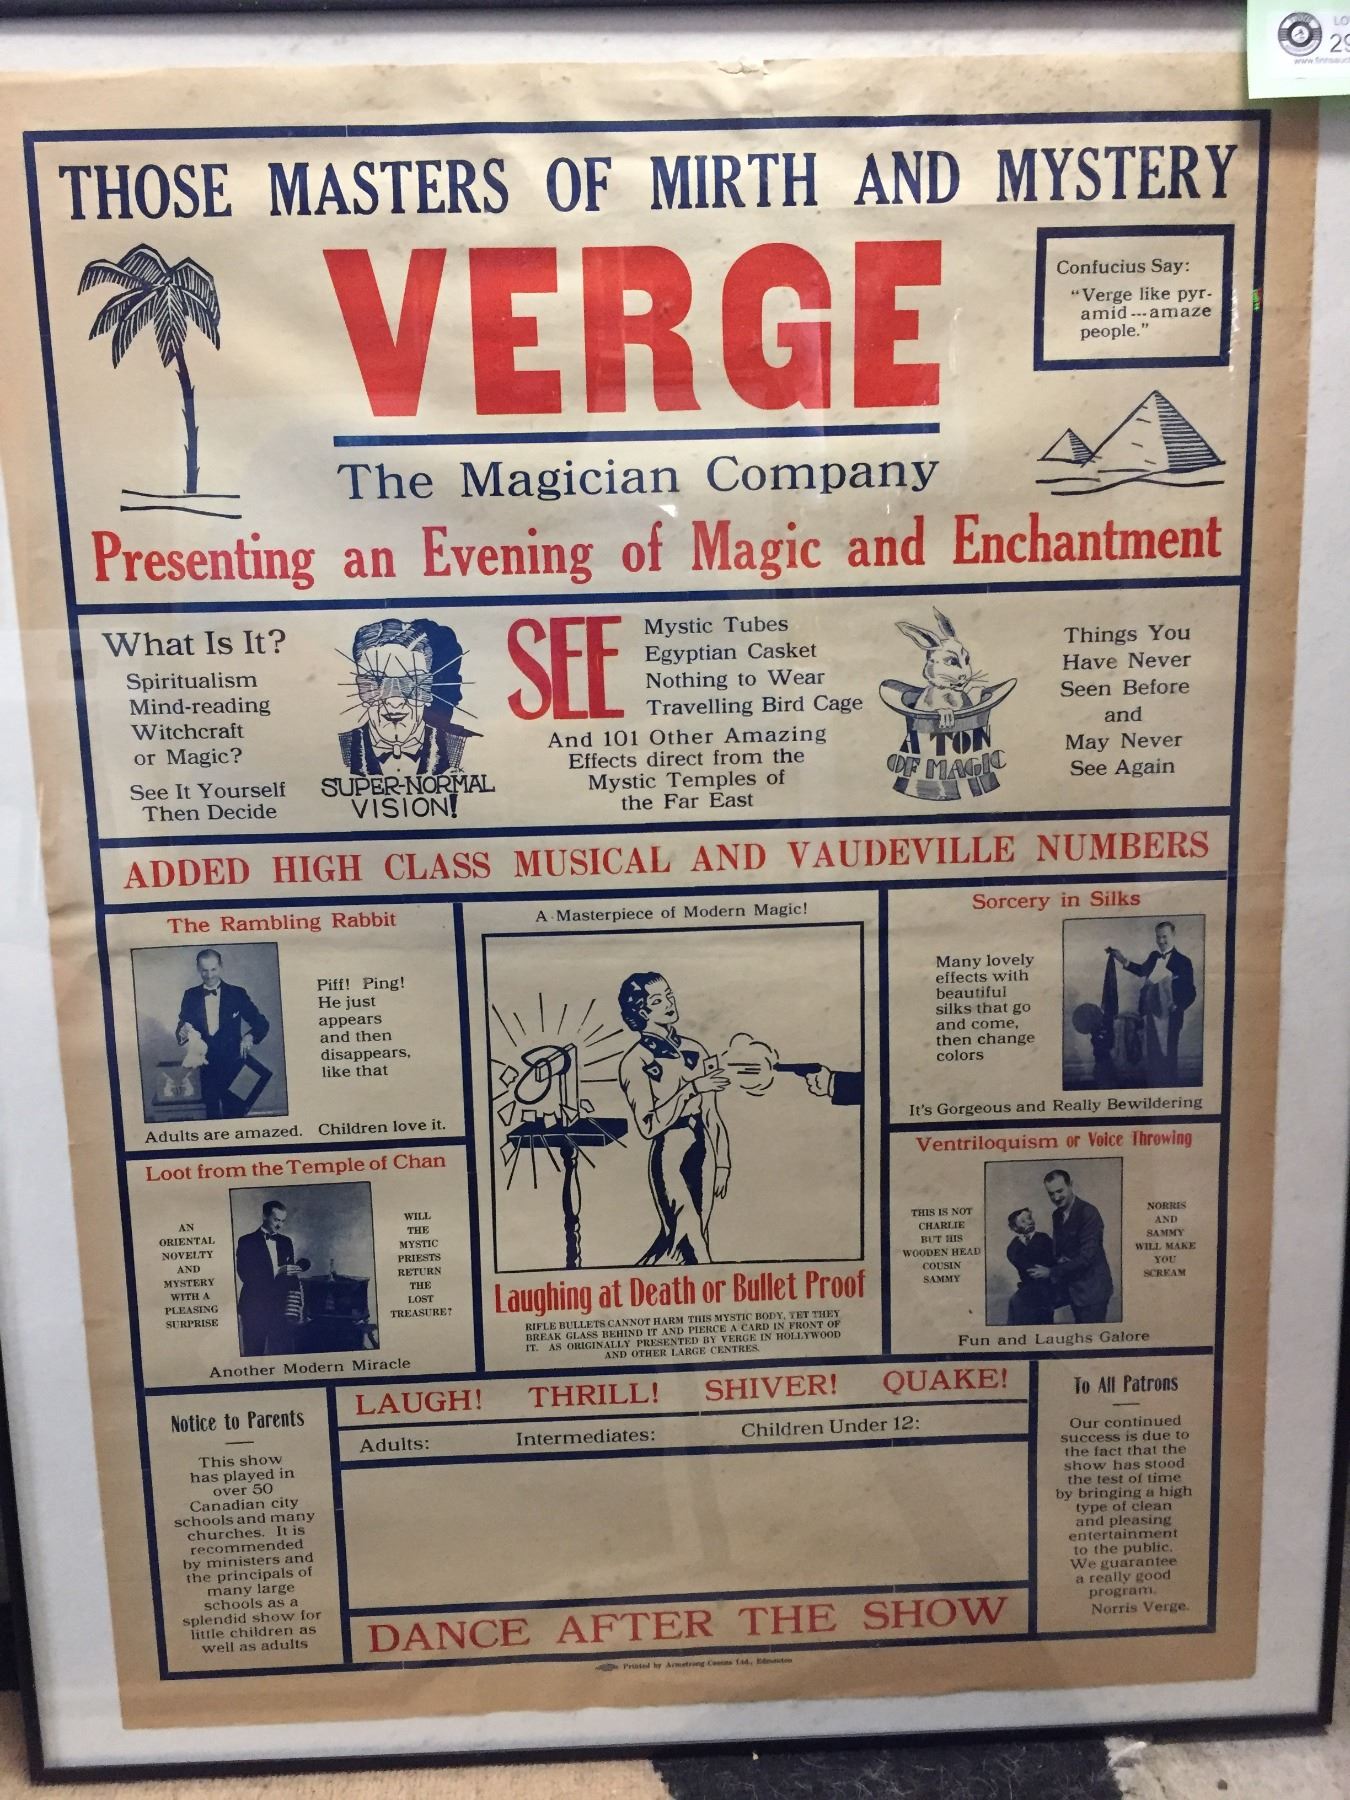 LO
29
THOSE MASTERS OF MIRTH AND MYSTERY
VERGE
Confucius Say:
"Verge like pyr-
amid---amaze
people."
The Magician Company
Presenting an Evening of Magic and Enchantment
What Is It?
Spiritualism
Mind-reading
Witchcraft
or Magic?
See It Yourself
Then Decide
SUPER-NORMAL
VISION!
SEE
Mystic Tubes
Egyptian Casket
Nothing to Wear
Travelling Bird Cage
And 101 Other Amazing
Effects direct from the
Mystic Temples of
the Far East
A TON
OF MAGIC
Things You
Have Never
Seen Before
and
May Never
See Again
ADDED HIGH CLASS MUSICAL AND VAUDEVILLE NUMBERS
The Rambling Rabbit
Piff! Ping!
He just
appears
and then
disappears,
like that
Adults are amazed. Children love it.
Loot from the Temple of Chan
AN
ORIENTAL
NOVELTY
AND
MYSTERY
WITH A
PLEASING
SURPRISE
WILL
THE
MYSTIC
PRIESTS
RETURN
THE
LOST
TREASURE?
Another Modern Miracle
A Masterpiece of Modern Magic!
Laughing at Death or Bullet Proof
RIFLE BULLETS CANNOT HARM THIS MYSTIC BODY, YET THEY
BREAK GLASS BEHIND IT AND PIERCE A CARD IN FRONT OF
IT. AS ORIGINALLY PRESENTED BY VERGE IN HOLLYWOOD
AND OTHER LARGE CENTRES.
Sorcery in Silks
Many lovely
effects with
beautiful
silks that go
and come,
then change
colors
It's Gorgeous and Really Bewildering
Ventriloquism or Voice Throwing
THIS IS NOT
CHARLIE
BUT HIS
WOODEN HEAD
COUSIN
SAMMY
NORRIS
AND
SAMMY
WILL MAKE
YOU
SCREAM
Fun and Laughs Galore
Notice to Parents
This show
has played in
over 50
Canadian city
schools and many
churches. It is
recommended
by ministers and
the principals of
many large
schools as a
splendid show for
little children as
well as adults
LAUGH! THRILL! SHIVER! QUAKE!
Adults: Intermediates: Children Under 12:
DANCE AFTER THE SHOW
To All Patrons
Our continued
success is due to
the fact that the
show has stood
the test of time
by bringing a high
type of clean
and pleasing
entertainment
to the public.
We guarantee
a really good
program.
Norris Verge.
Printed by Armstrong Ltd., Edmonton